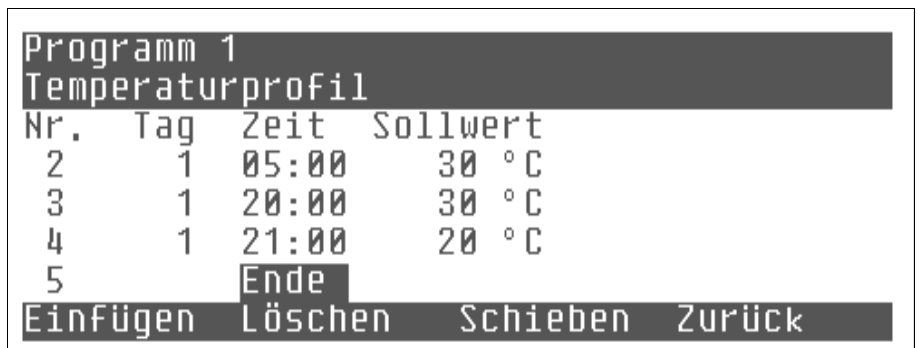 Programm 1
Temperaturprofil
Nr. Tag Zeit Sollwert
2 1 05:00 30 °C
3 1 20:00 30 °C
4 1 21:00 20 °C
5 Ende
Einfügen Löschen Schieben Zurück